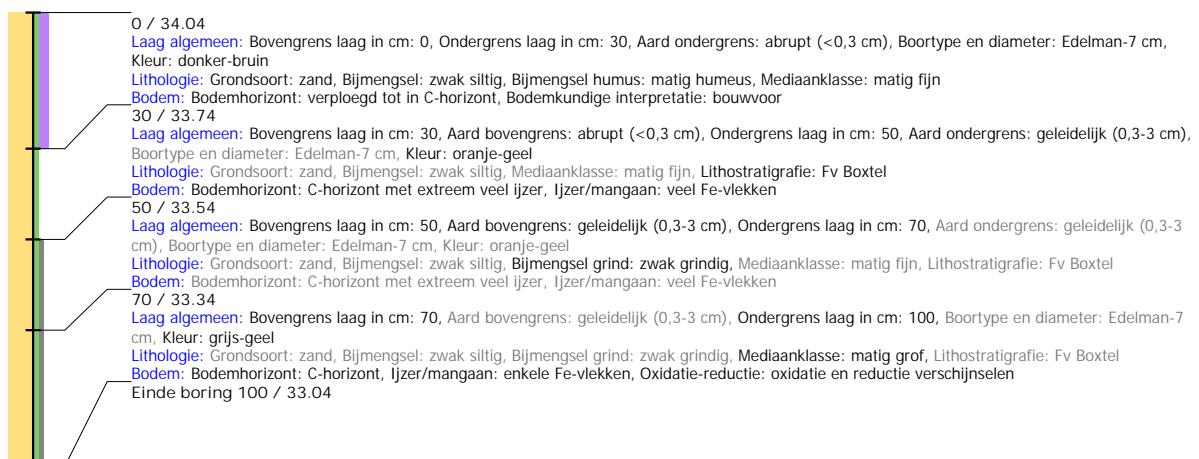 0 / 34.04
Laag algemeen: Bovengrens laag in cm: 0, Ondergrens laag in cm: 30, Aard ondergrens: abrupt (<0,3 cm), Boortype en diameter: Edelman-7 cm,
Kleur: donker-bruin
Lithologie: Grondsoort: zand, Bijmengsel: zwak siltig, Bijmengsel humus: matig humeus, Mediaanklasse: matig fijn
Bodem: Bodemhorizont: verploegd tot in C-horizont, Bodemkundige interpretatie: bouwvoor
30 / 33.74
Laag algemeen: Bovengrens laag in cm: 30, Aard bovengrens: abrupt (<0,3 cm), Ondergrens laag in cm: 50, Aard ondergrens: geleidelijk (0,3-3 cm),
Boortype en diameter: Edelman-7 cm, Kleur: oranje-geel
Lithologie: Grondsoort: zand, Bijmengsel: zwak siltig, Mediaanklasse: matig fijn, Lithostratigrafie: Fv Boxtel
Bodem: Bodemhorizont: C-horizont met extreem veel ijzer, Ijzer/mangaan: veel Fe-vlekken
50 / 33.54
Laag algemeen: Bovengrens laag in cm: 50, Aard bovengrens: geleidelijk (0,3-3 cm), Ondergrens laag in cm: 70, Aard ondergrens: geleidelijk (0,3-3
cm), Boortype en diameter: Edelman-7 cm, Kleur: oranje-geel
Lithologie: Grondsoort: zand, Bijmengsel: zwak siltig, Bijmengsel grind: zwak grindig, Mediaanklasse: matig fijn, Lithostratigrafie: Fv Boxtel
Bodem: Bodemhorizont: C-horizont met extreem veel ijzer, Ijzer/mangaan: veel Fe-vlekken
70 / 33.34
Laag algemeen: Bovengrens laag in cm: 70, Aard bovengrens: geleidelijk (0,3-3 cm), Ondergrens laag in cm: 100, Boortype en diameter: Edelman-7
cm, Kleur: grijs-geel
Lithologie: Grondsoort: zand, Bijmengsel: zwak siltig, Bijmengsel grind: zwak grindig, Mediaanklasse: matig grof, Lithostratigrafie: Fv Boxtel
Bodem: Bodemhorizont: C-horizont, Ijzer/mangaan: enkele Fe-vlekken, Oxidatie-reductie: oxidatie en reductie verschijnselen
Einde boring 100 / 33.04